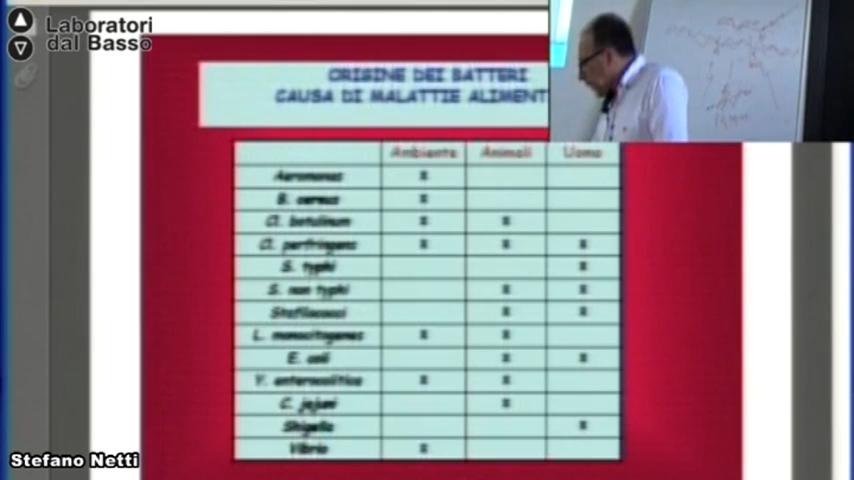 Laboratori
dal Basso
ORIGINE DEI BATTERI
CAUSA DI MALATTIE ALIMENT
Ambiente Animali Uomo
Aeromonas x
B. cereus x
Cl. botulinum x x
Cl. perfringens x x x
S. typhi x
S. non typhi x x
Stafilococci x x
L. monocitogenes x x
E. coli x x
Y. enterocolitica x x
C. jejuni x
Shigella x
Vibrio x
Stefano Netti